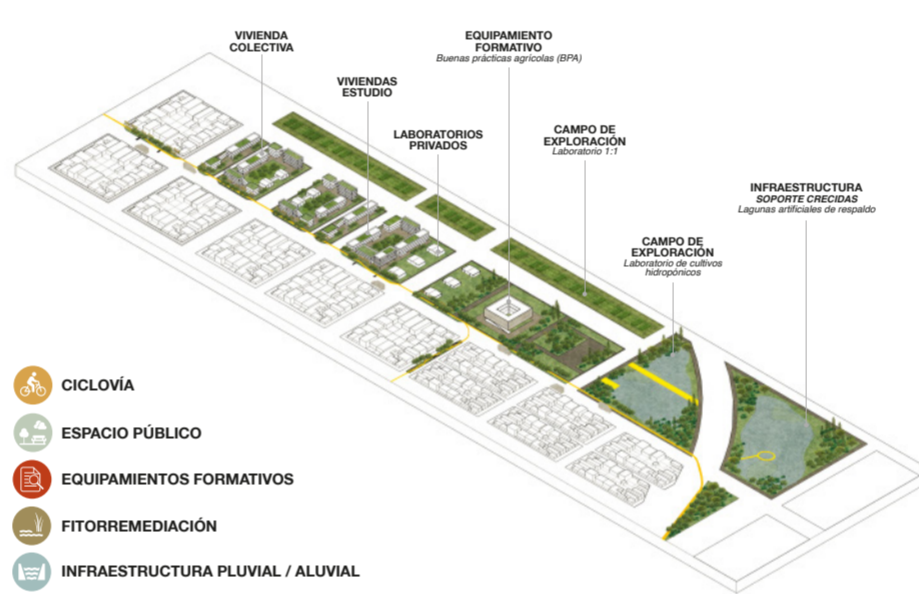 VIVIENDA
COLECTIVA
EQUIPAMIENTO
FORMATIVO
Buenas prácticas agrícolas (BPA)
VIVIENDAS
ESTUDIO
LABORATORIOS
PRIVADOS
CAMPO DE
EXPLORACIÓN
Laboratorio 1:1
INFRAESTRUCTURA
SOPORTE CRECIDAS
Lagunas artificiales de respaldo
CAMPO DE
EXPLORACIÓN
Laboratorio de cultivos
hidropónicos
CICLOVÍA
ESPACIO PÚBLICO
EQUIPAMIENTOS FORMATIVOS
FITORREMEDIACIÓN
INFRAESTRUCTURA PLUVIAL / ALUVIAL